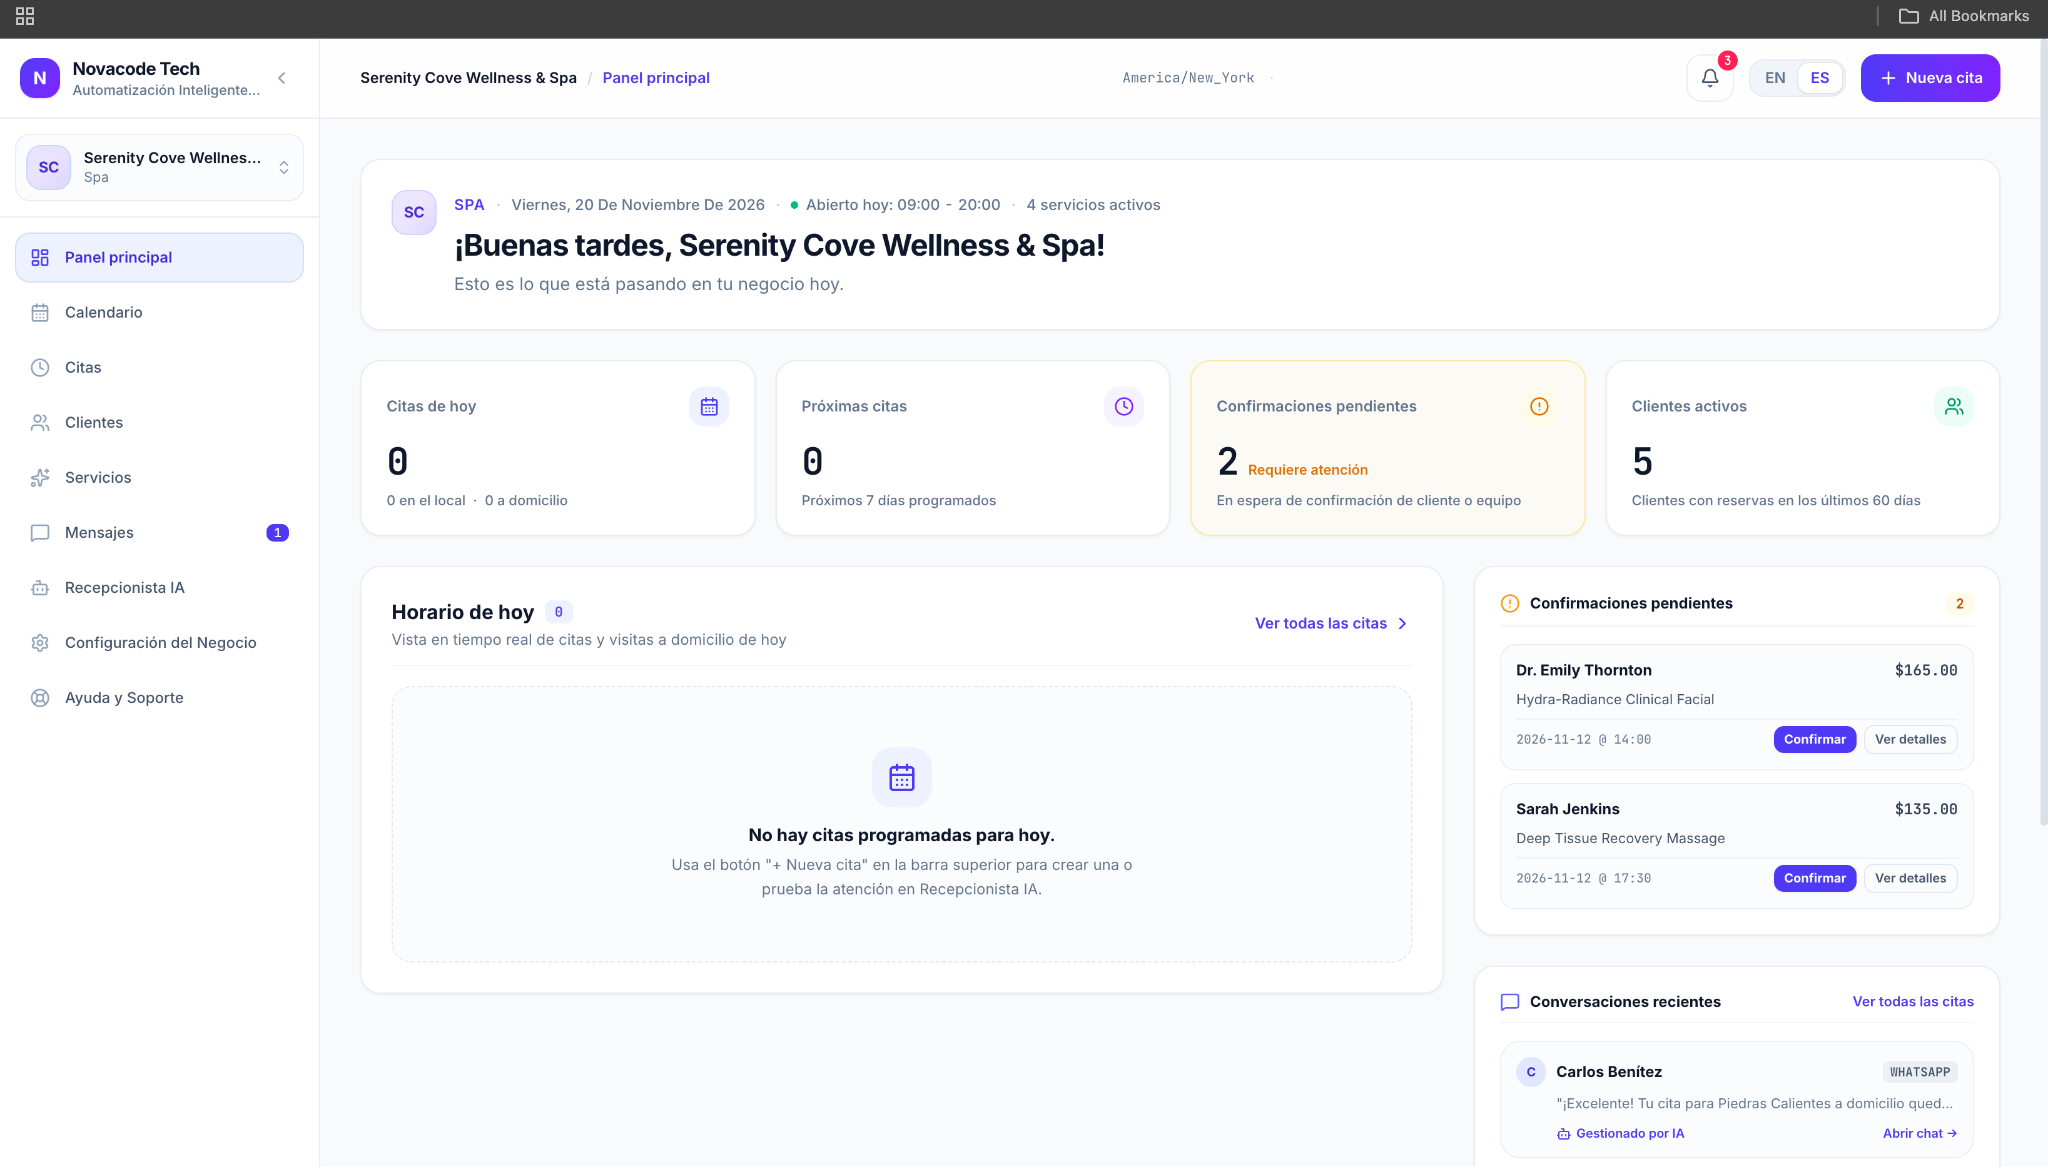 All Bookmarks
N
Novacode Tech
Automatización Inteligente...
SC
Serenity Cove Wellnes...
Spa
Panel principal
Calendario
Citas
Clientes
Servicios
Mensajes
1
Recepcionista IA
Configuración del Negocio
Ayuda y Soporte
Serenity Cove Wellness & Spa / Panel principal
America/New_York ·
3
EN ES
+ Nueva cita
SC
SPA · Viernes, 20 De Noviembre De 2026 · Abierto hoy: 09:00 - 20:00 · 4 servicios activos
¡Buenas tardes, Serenity Cove Wellness & Spa!
Esto es lo que está pasando en tu negocio hoy.
Citas de hoy
0
0 en el local · 0 a domicilio
Próximas citas
0
Próximos 7 días programados
Confirmaciones pendientes
2 Requiere atención
En espera de confirmación de cliente o equipo
Clientes activos
5
Clientes con reservas en los últimos 60 días
Horario de hoy 0
Vista en tiempo real de citas y visitas a domicilio de hoy
Ver todas las citas
No hay citas programadas para hoy.
Usa el botón "+ Nueva cita" en la barra superior para crear una o
prueba la atención en Recepcionista IA.
Confirmaciones pendientes 2
Dr. Emily Thornton $165.00
Hydra-Radiance Clinical Facial
2026-11-12 @ 14:00 Confirmar Ver detalles
Sarah Jenkins $135.00
Deep Tissue Recovery Massage
2026-11-12 @ 17:30 Confirmar Ver detalles
Conversaciones recientes Ver todas las citas
C
Carlos Benítez WHATSAPP
"¡Excelente! Tu cita para Piedras Calientes a domicilio qued...
Gestionado por IA Abrir chat →